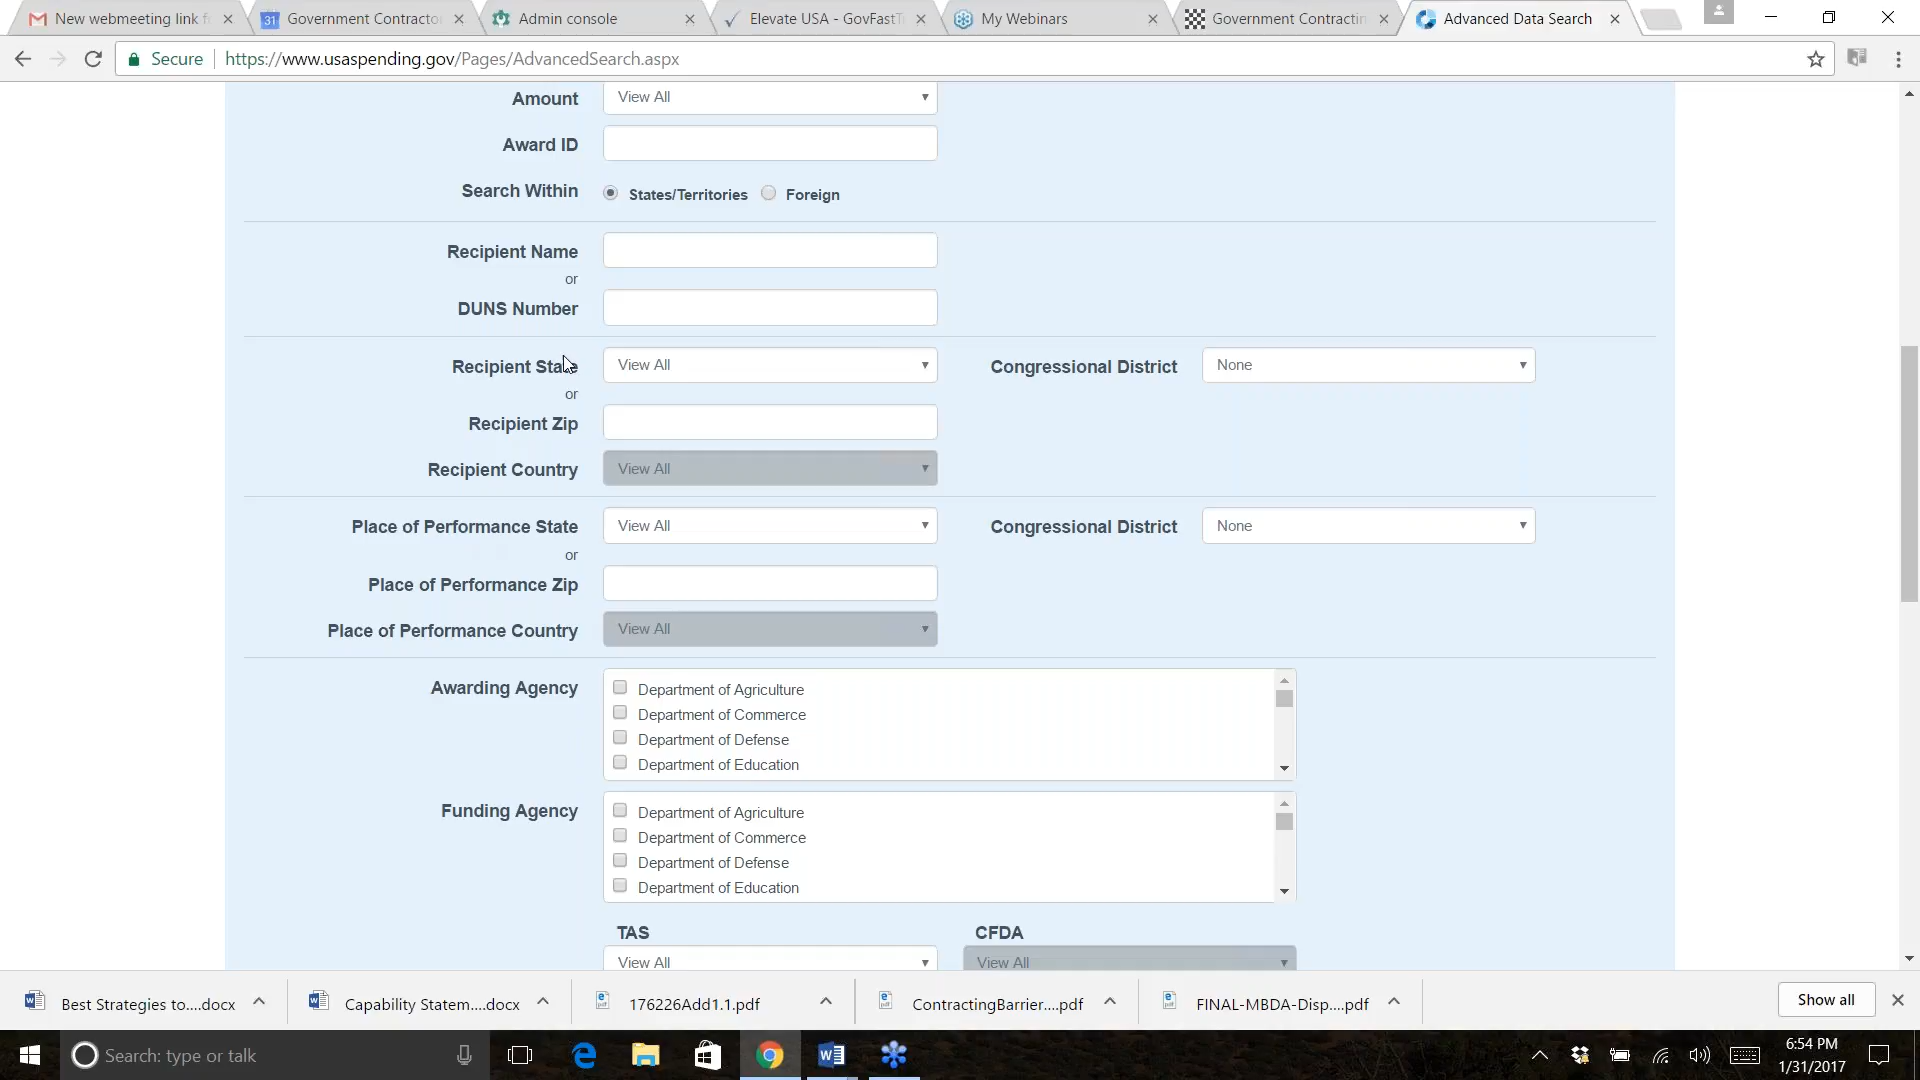 New webmeeting link f
31 Government Contracto
Admin console
Elevate USA - GovFastT
My Webinars
Government Contractin
Advanced Data Search
Secure https://www.usaspending.gov/Pages/AdvancedSearch.aspx
Amount View All
Award ID
Search Within States/Territories Foreign
Recipient Name
or
DUNS Number
Recipient State View All Congressional District None
or
Recipient Zip
Recipient Country View All
Place of Performance State View All Congressional District None
or
Place of Performance Zip
Place of Performance Country View All
Awarding Agency Department of Agriculture
Department of Commerce
Department of Defense
Department of Education
Funding Agency Department of Agriculture
Department of Commerce
Department of Defense
Department of Education
TAS CFDA
View All View All
Best Strategies to....docx
Capability Statem....docx
176226Add1.1.pdf
ContractingBarrier....pdf
FINAL-MBDA-Disp....pdf
Show all
Search: type or talk
6:54 PM
1/31/2017